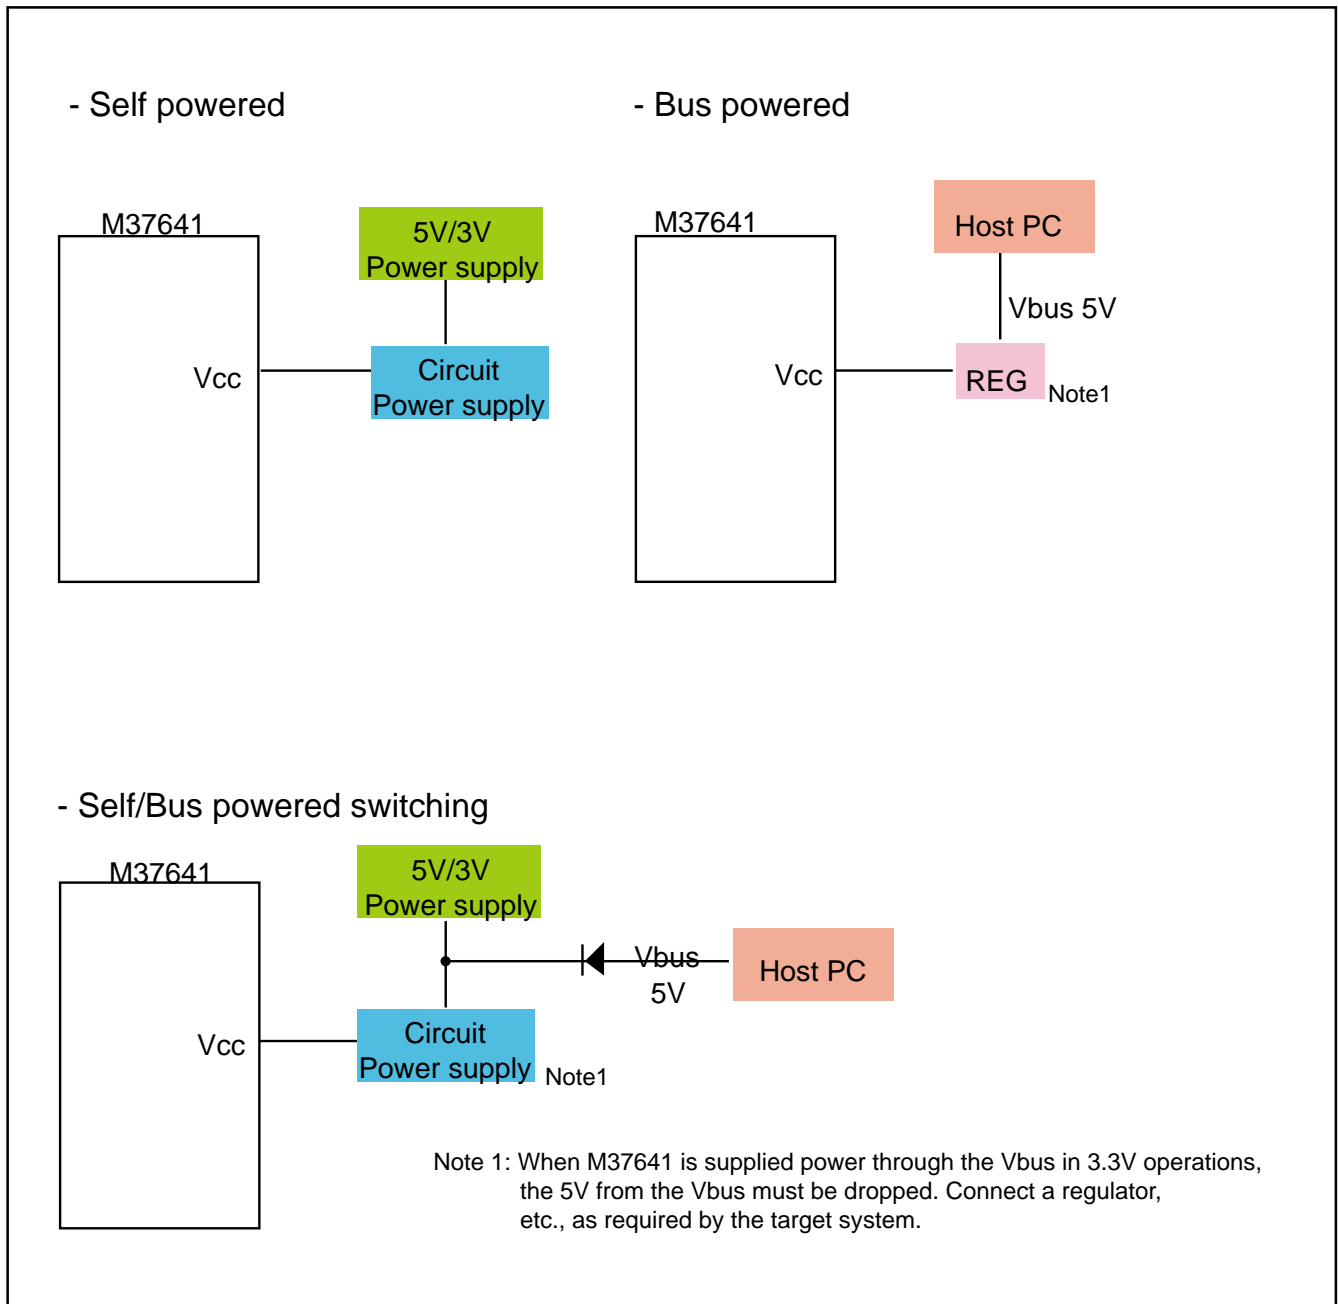 - Self powered
M37641
5V/3V
Power supply
Vcc
Circuit
Power supply
- Bus powered
M37641
Host PC
Vbus 5V
Vcc
REG
Note1
- Self/Bus powered switching
M37641
5V/3V
Power supply
Vbus
5V
Host PC
Vcc
Circuit
Power supply
Note1
Note 1: When M37641 is supplied power through the Vbus in 3.3V operations,
the 5V from the Vbus must be dropped. Connect a regulator,
etc., as required by the target system.